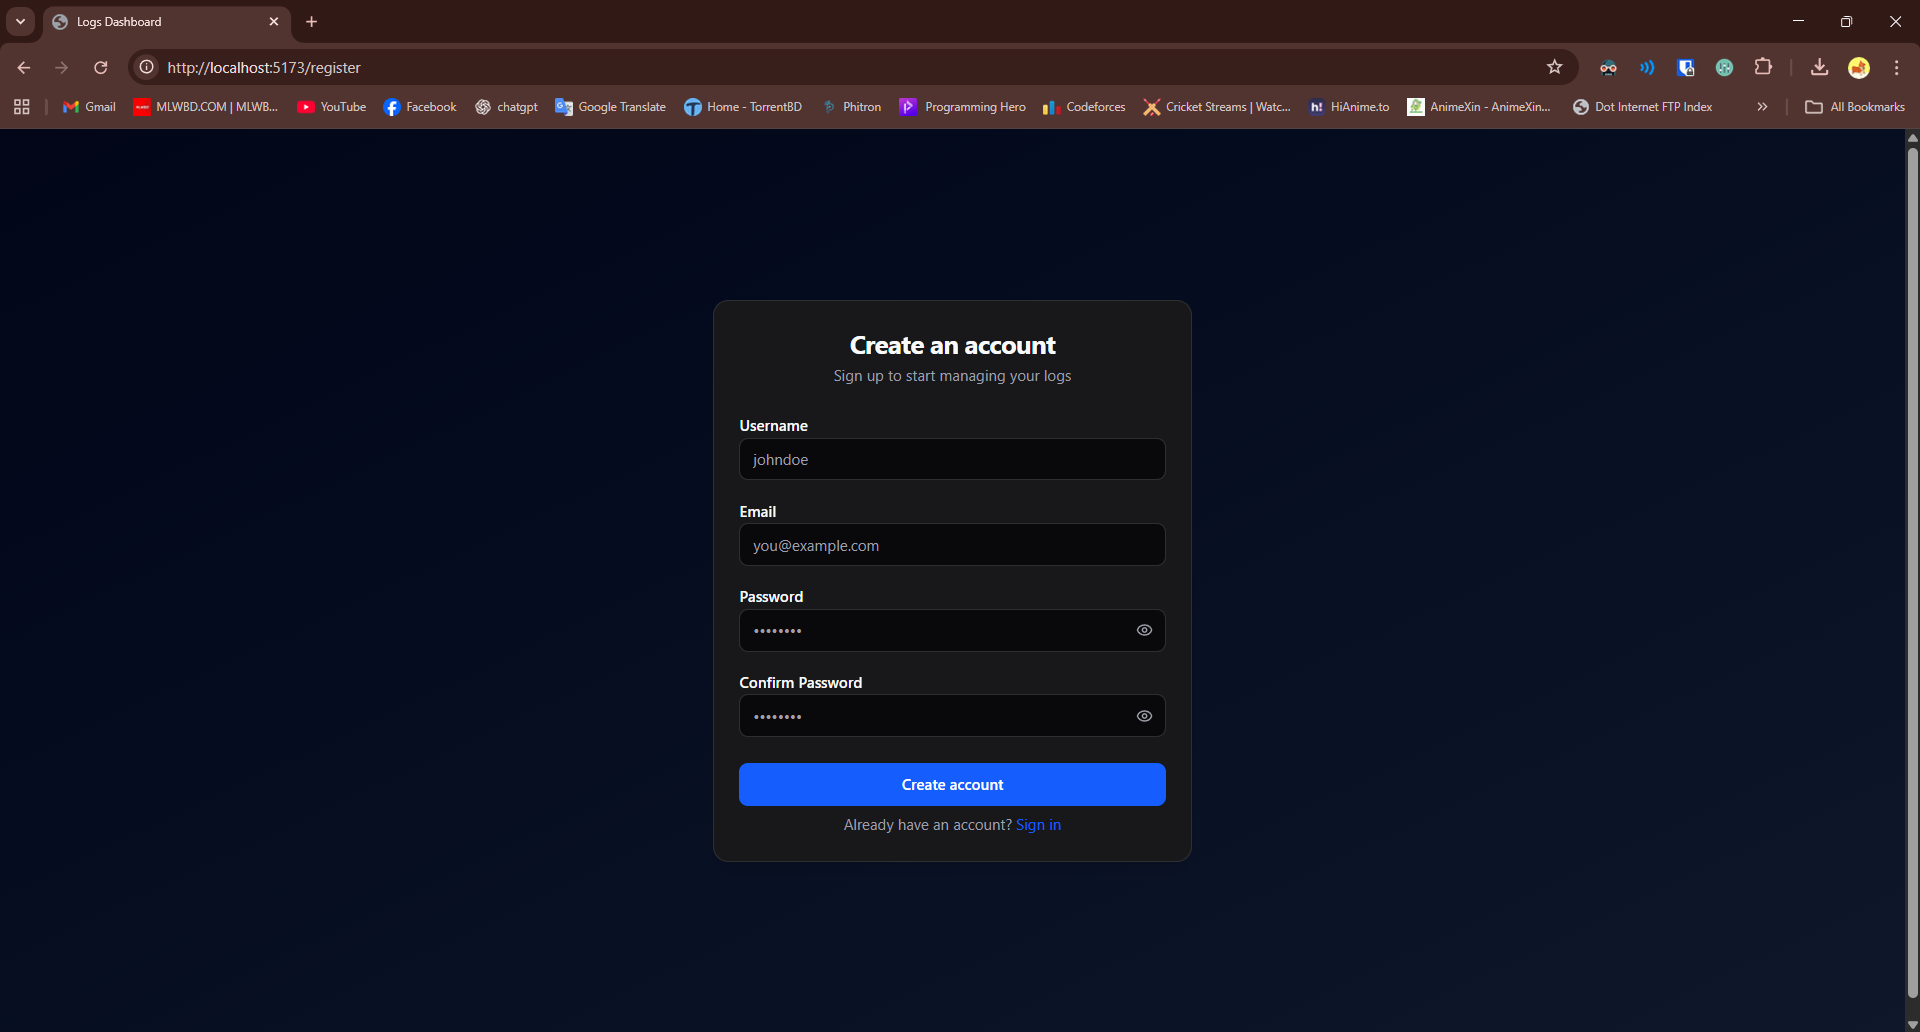 Logs Dashboard
http://localhost:5173/register
Gmail
MLWBD.COM | MLWB...
YouTube
Facebook
chatgpt
Google Translate
Home - TorrentBD
Phitron
Programming Hero
Codeforces
Cricket Streams | Watc...
HiAnime.to
AnimeXin - AnimeXin...
Dot Internet FTP Index
All Bookmarks
Create an account
Sign up to start managing your logs
Username
johndoe
Email
you@example.com
Password
••••••••
Confirm Password
••••••••
Create account
Already have an account? Sign in